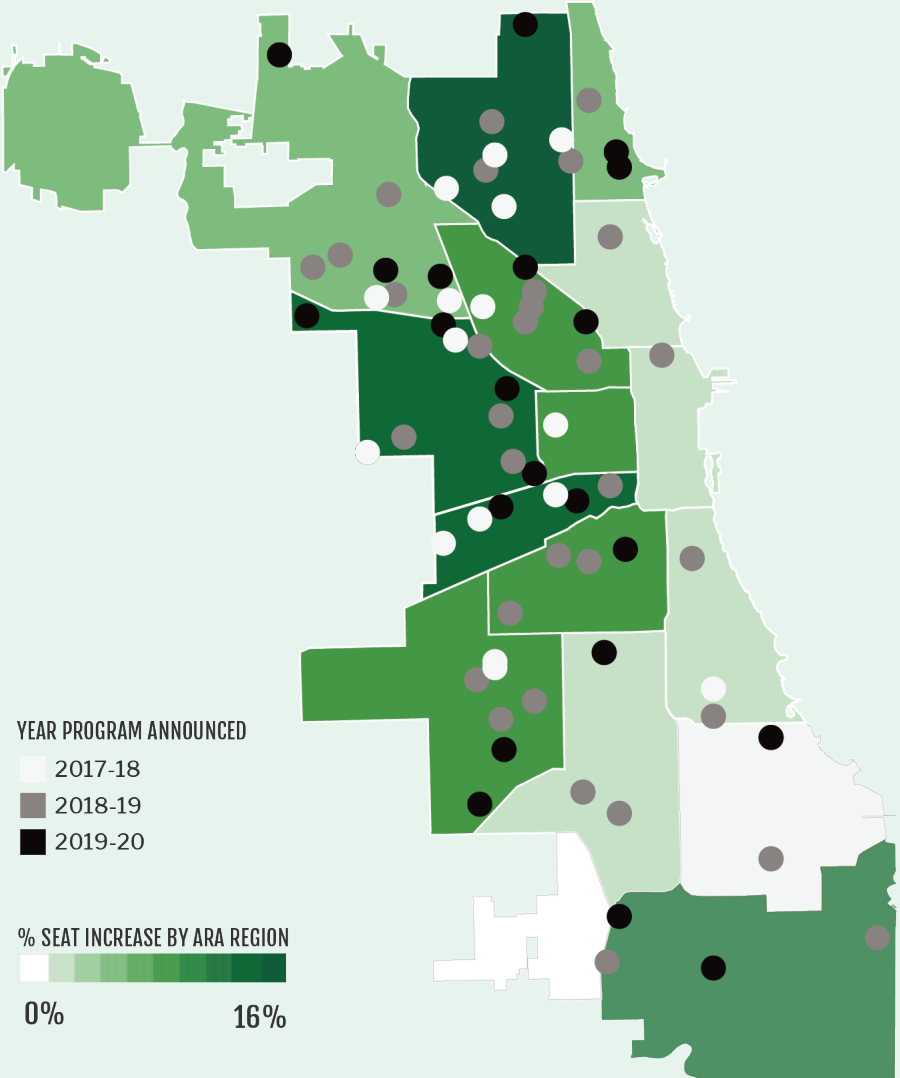 YEAR PROGRAM ANNOUNCED
2017-18
2018-19
2019-20
% SEAT INCREASE BY ARA REGION
0% 16%